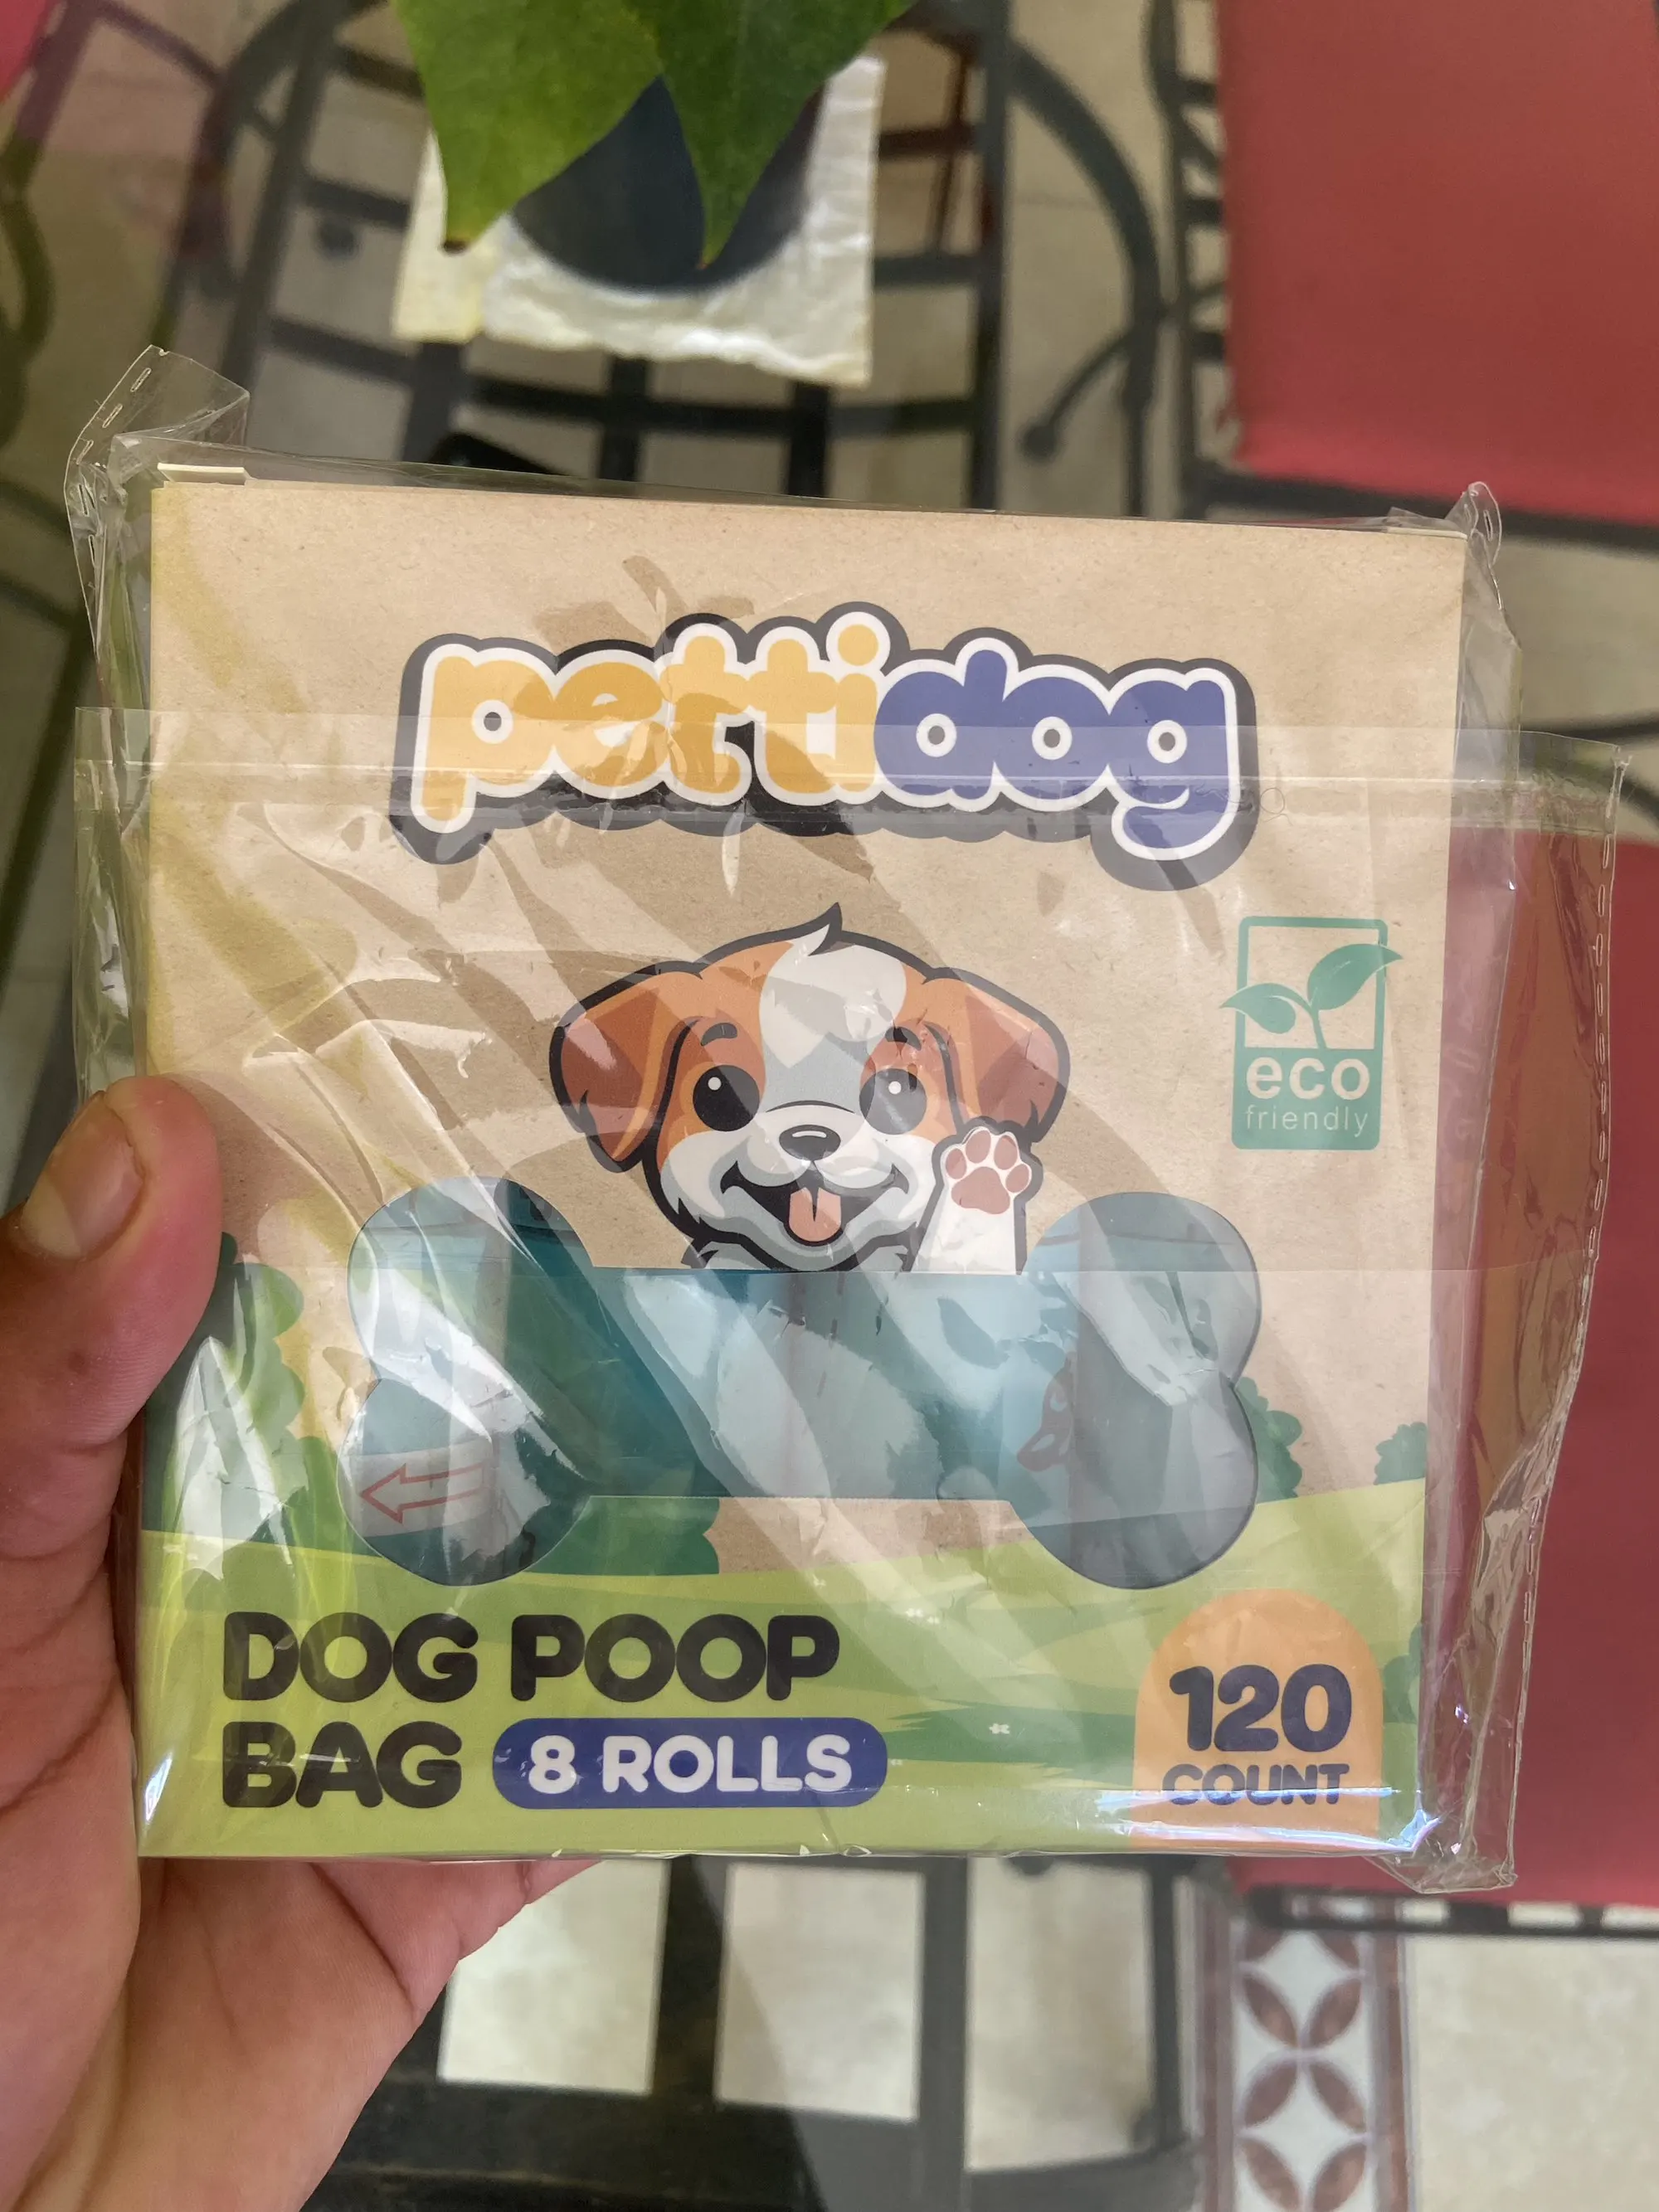 pettidog
eco
friendly
DOG POOP
BAG 8 ROLLS
120
COUNT